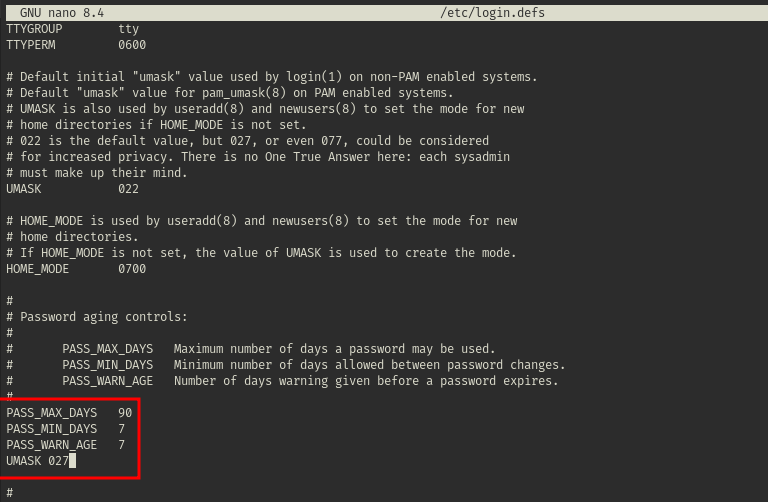 GNU nano 8.4 /etc/login.defs
TTYGROUP tty
TTYPERM 0600
# Default initial "umask" value used by login(1) on non-PAM enabled systems.
# Default "umask" value for pam_umask(8) on PAM enabled systems.
# UMASK is also used by useradd(8) and newusers(8) to set the mode for new
# home directories if HOME_MODE is not set.
# 022 is the default value, but 027, or even 077, could be considered
# for increased privacy. There is no One True Answer here: each sysadmin
# must make up their mind.
UMASK 022
# HOME_MODE is used by useradd(8) and newusers(8) to set the mode for new
# home directories.
# If HOME_MODE is not set, the value of UMASK is used to create the mode.
HOME_MODE 0700
#
# Password aging controls:
#
# PASS_MAX_DAYS Maximum number of days a password may be used.
# PASS_MIN_DAYS Minimum number of days allowed between password changes.
# PASS_WARN_AGE Number of days warning given before a password expires.
#
PASS_MAX_DAYS 90
PASS_MIN_DAYS 7
PASS_WARN_AGE 7
UMASK 027
#